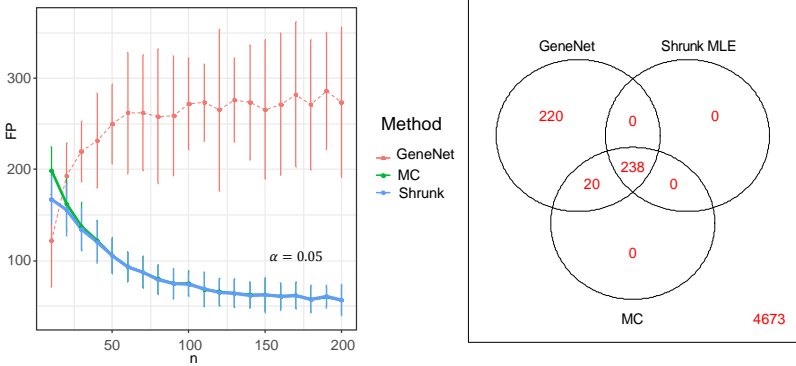 FP
300
200
100
50
100
150
200
n
α = 0.05
Method
GeneNet
MC
Shrunk
GeneNet
Shrunk MLE
220
0
0
238
20
0
0
MC
4673